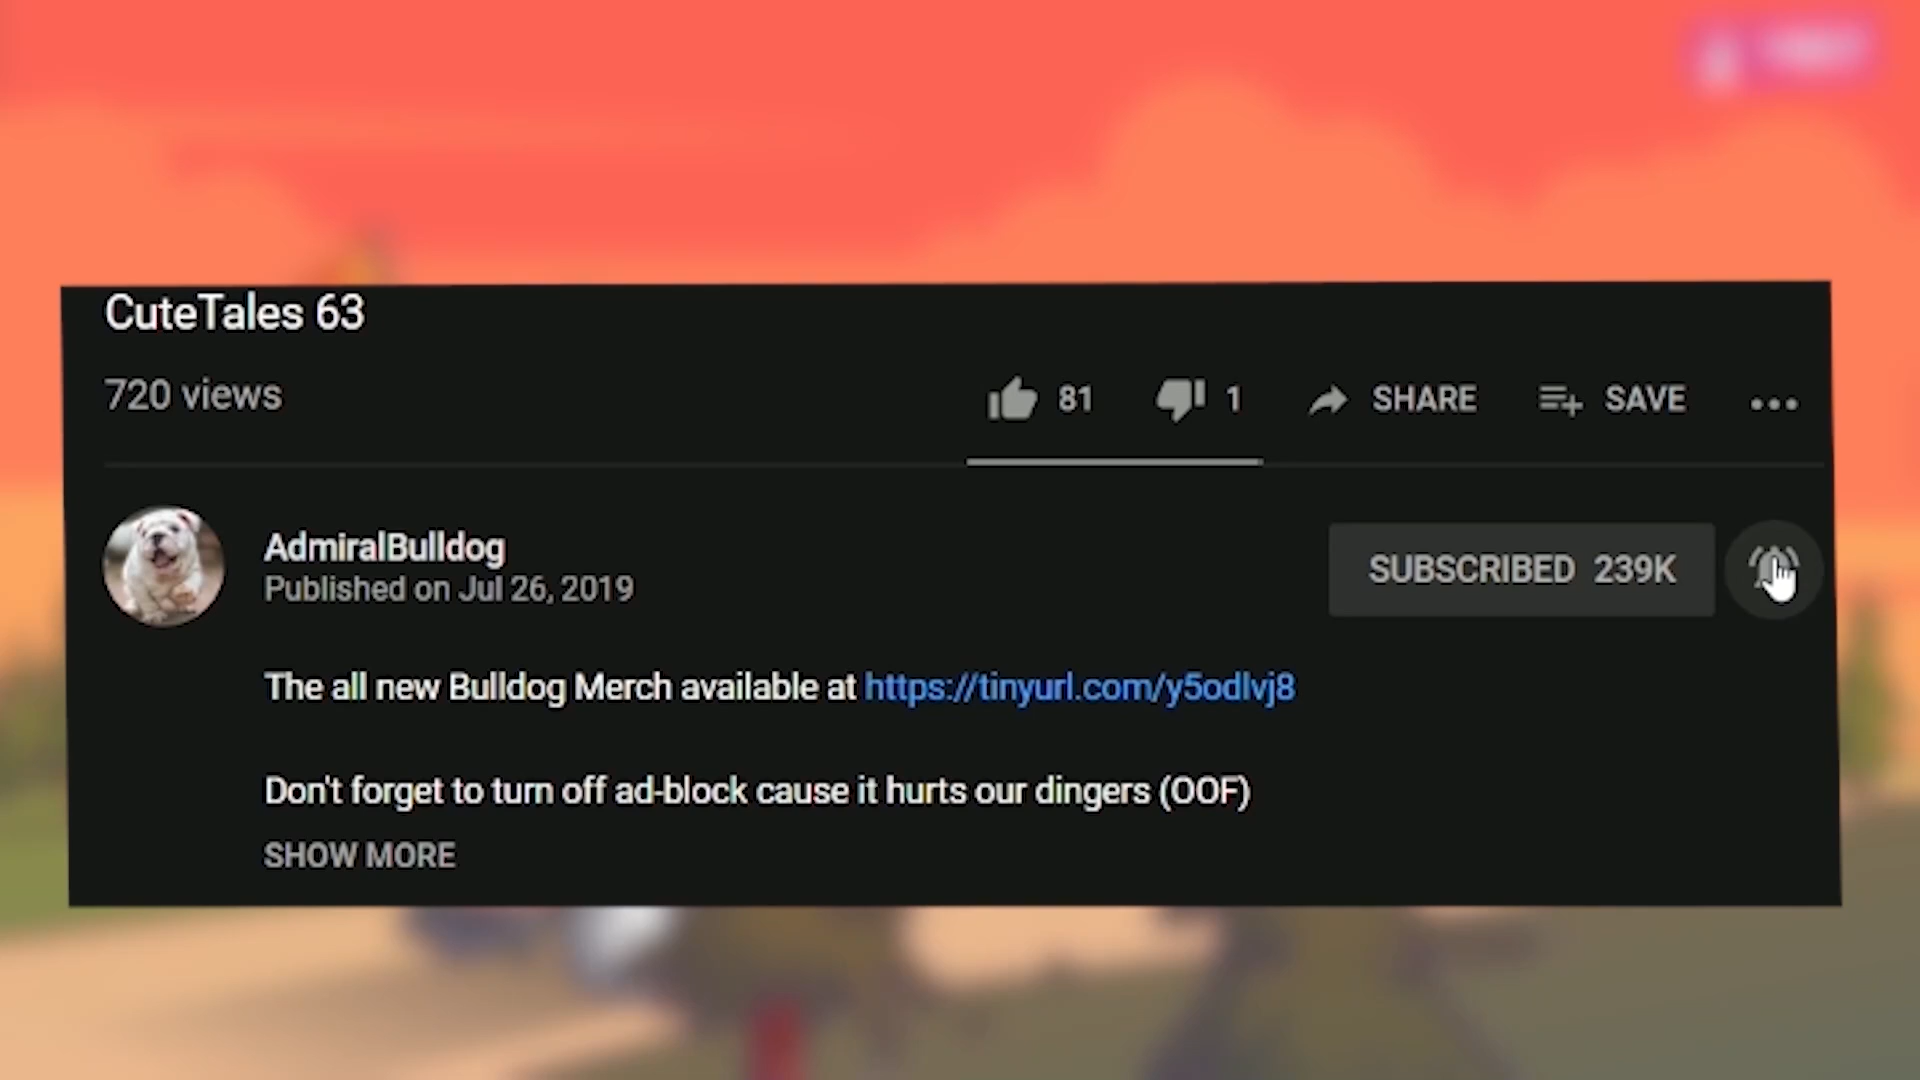 CuteTales 63
720 views
81 1 SHARE SAVE
AdmiralBulldog
Published on Jul 26, 2019
SUBSCRIBED 239K
The all new Bulldog Merch available at https://tinyurl.com/y5odlvj8
Don't forget to turn off ad-block cause it hurts our dingers (OOF)
SHOW MORE